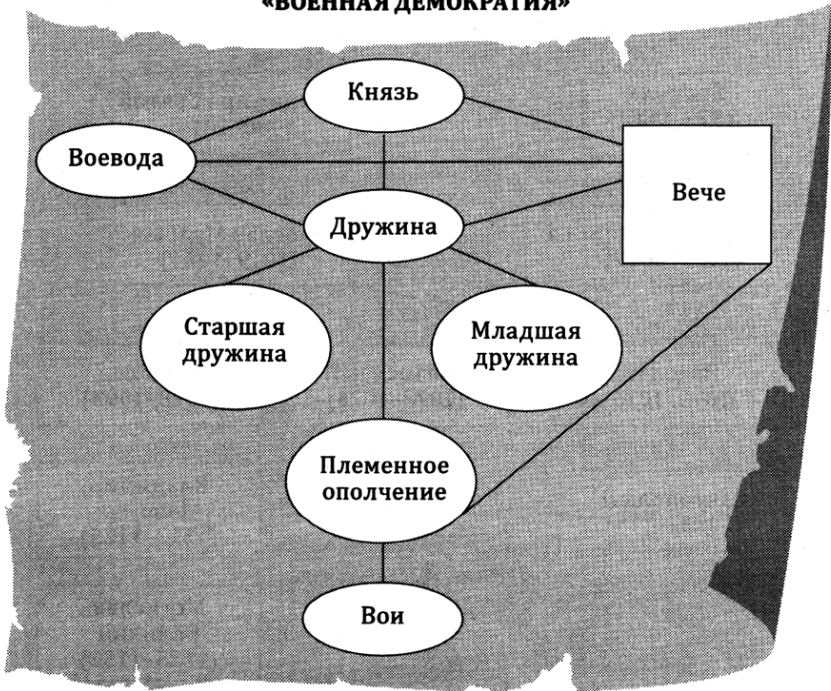 «ВОЕННАЯ ДЕМОКРАТИЯ»
Князь
Воевода
Вече
Дружина
Старшая
дружина
Младшая
дружина
Племенное
ополчение
Вои